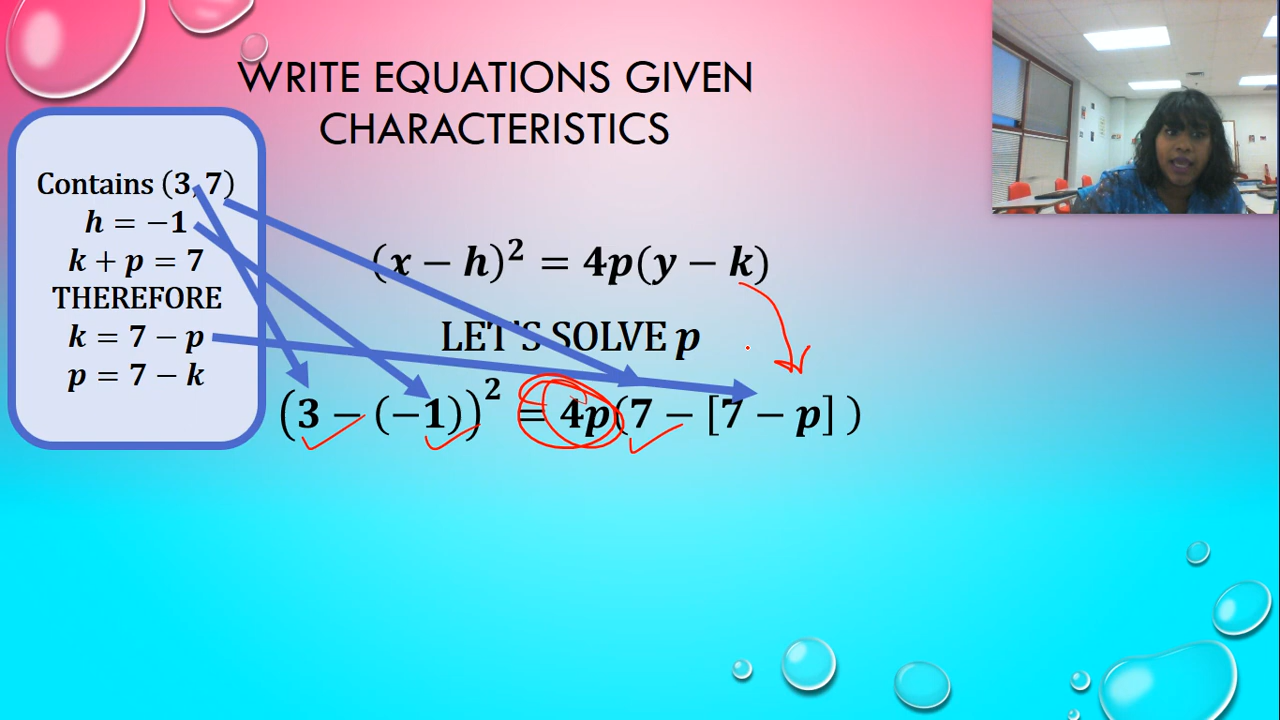 WRITE EQUATIONS GIVEN
CHARACTERISTICS
Contains (3, 7)
h = −1
k + p = 7
THEREFORE
k = 7 − p
p = 7 − k
(x − h)² = 4p(y − k)
LET'S SOLVE p
(3 − (−1))² = 4p(7 − [7 − p] )